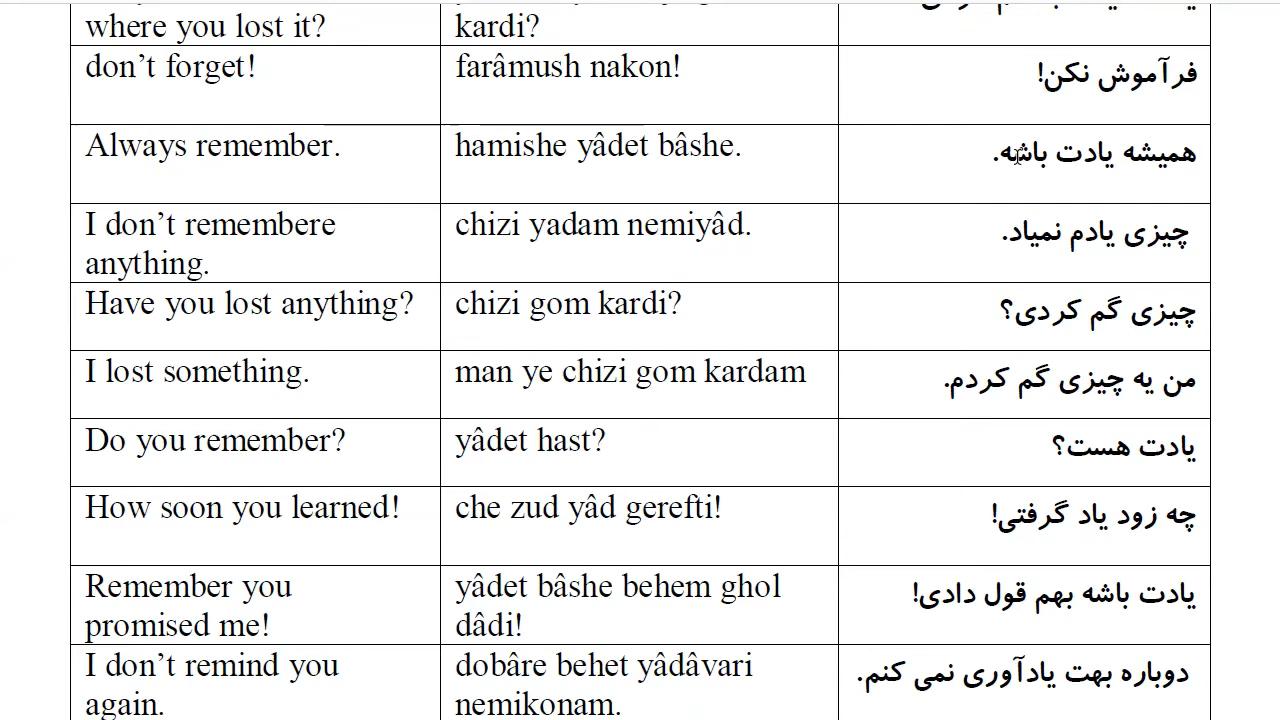 where you lost it?
kardi?
don’t forget!
farâmush nakon!
فرآموش نکن!
Always remember.
hamishe yâdet bâshe.
همیشه یادت باشه.
I don’t remembere
anything.
chizi yadam nemiyâd.
چیزی یادم نمیاد.
Have you lost anything?
chizi gom kardi?
چیزی گم کردی؟
I lost something.
man ye chizi gom kardam
من یه چیزی گم کردم.
Do you remember?
yâdet hast?
یادت هست؟
How soon you learned!
che zud yâd gerefti!
چه زود یاد گرفتی!
Remember you
promised me!
yâdet bâshe behem ghol
dâdi!
یادت باشه بهم قول دادی!
I don’t remind you
again.
dobâre behet yâdâvari
nemikonam.
دوباره بهت یادآوری نمی کنم.